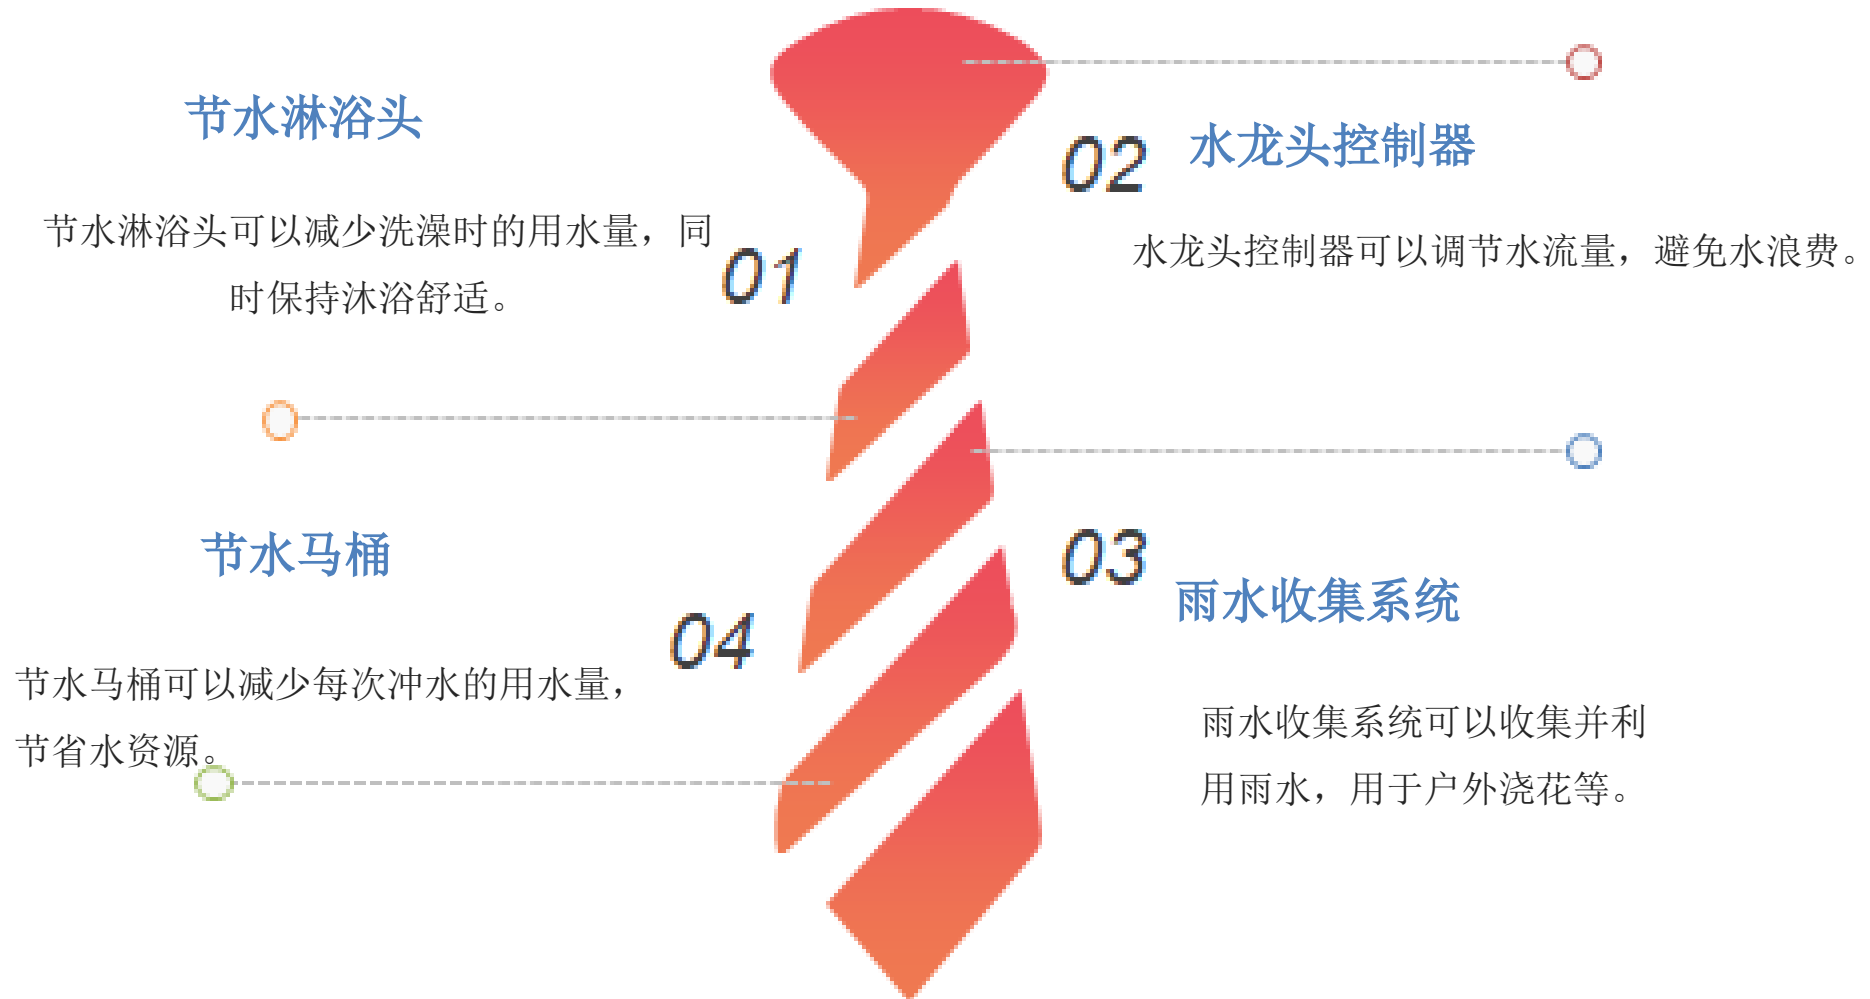 节水淋浴头
节水淋浴头可以减少洗澡时的用水量，同
时保持沐浴舒适。
01
02
水龙头控制器
水龙头控制器可以调节水流量，避免水浪费。
03
雨水收集系统
雨水收集系统可以收集并利
用雨水，用于户外浇花等。
节水马桶
04
节水马桶可以减少每次冲水的用水量，
节省水资源。